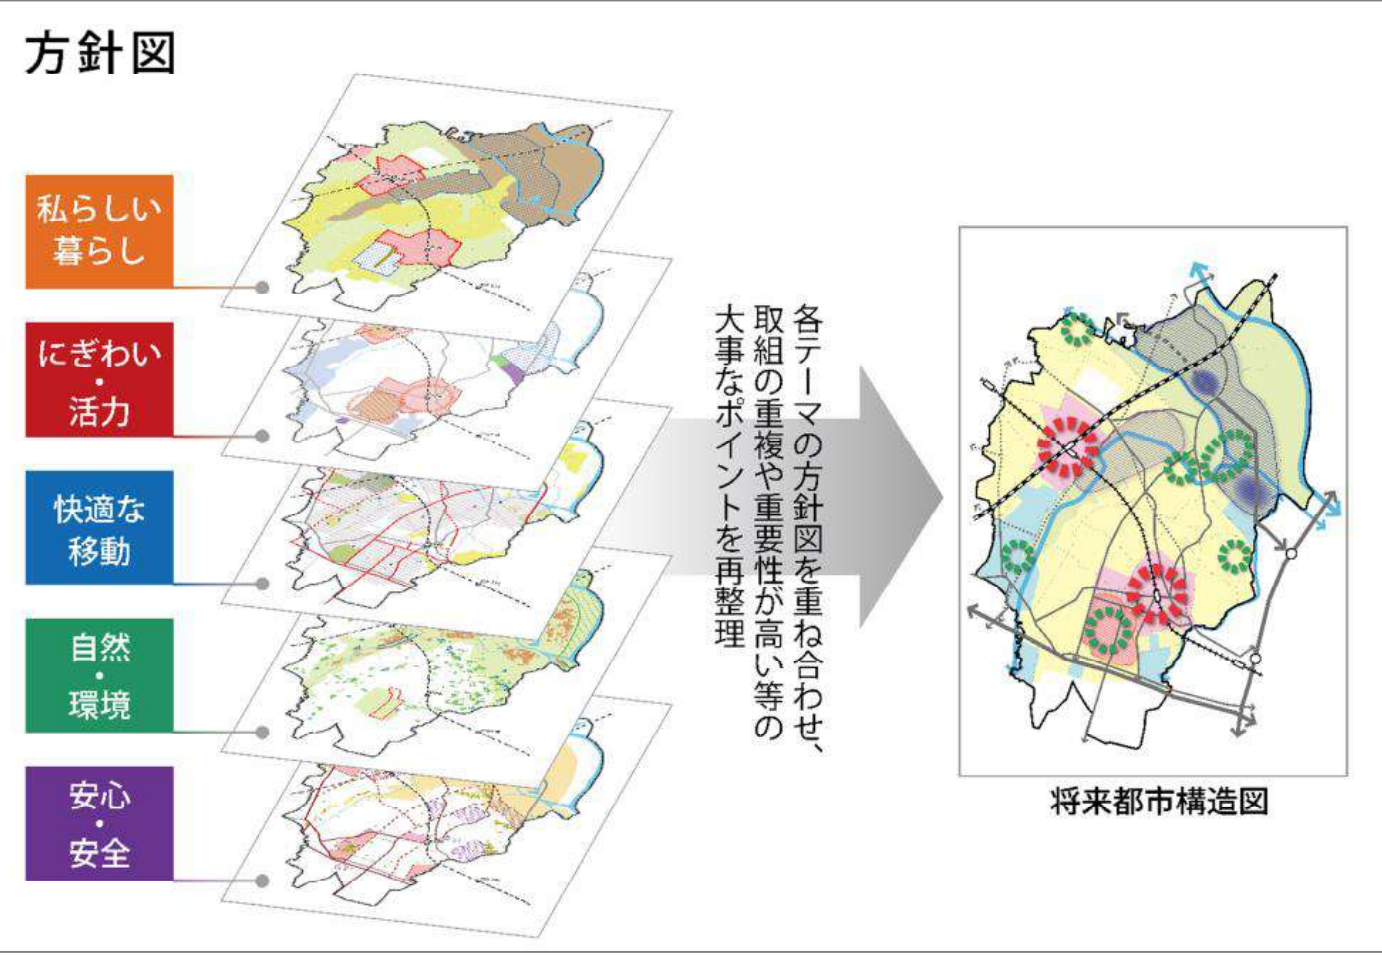 方針図
私らしい
暮らし
にぎわい
・
活力
快適な
移動
自然
・
環境
安心
・
安全
各テーマの方針図を重ね合わせ、
取組の重複や重要性が高い等の
大事なポイントを再整理
将来都市構造図